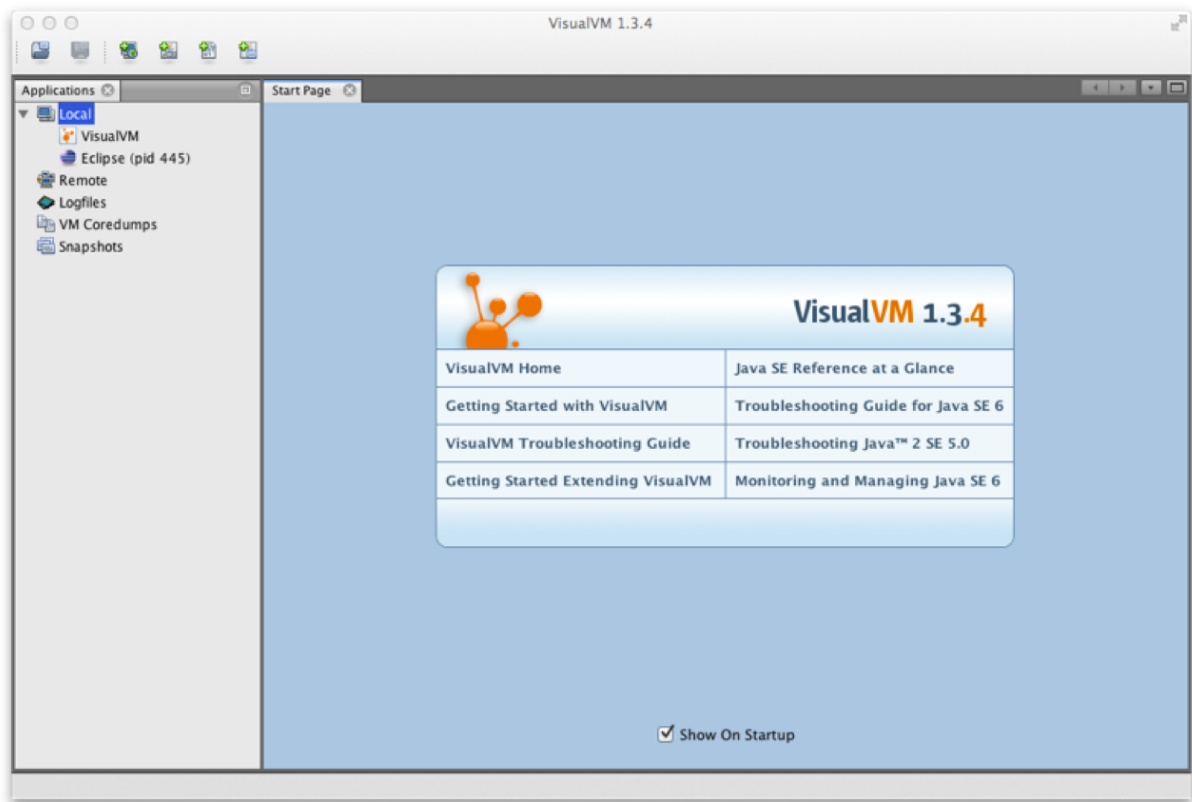 VisualVM 1.3.4
Applications
Start Page
Local
VisualVM
Eclipse (pid 445)
Remote
Logfiles
VM Coredumps
Snapshots
VisualVM 1.3.4
VisualVM Home
Java SE Reference at a Glance
Getting Started with VisualVM
Troubleshooting Guide for Java SE 6
VisualVM Troubleshooting Guide
Troubleshooting Java™ 2 SE 5.0
Getting Started Extending VisualVM
Monitoring and Managing Java SE 6
Show On Startup